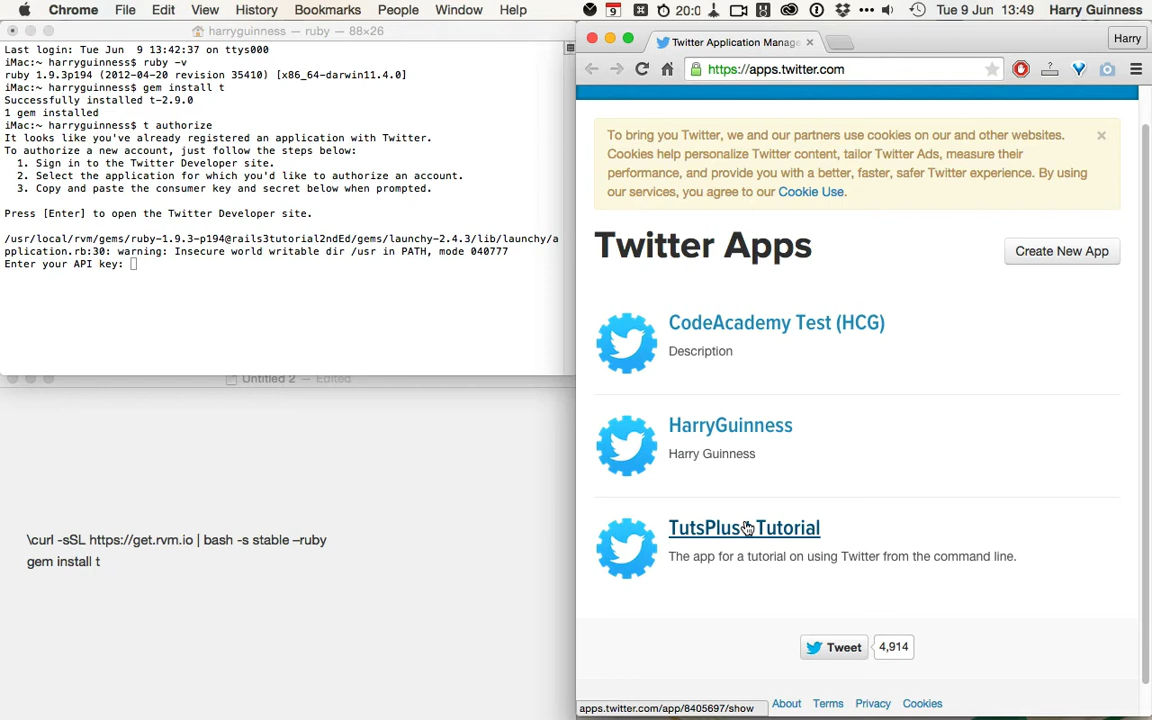 Chrome File Edit View History Bookmarks People Window Help
9 20:0 Tue 9 Jun 13:49 Harry Guinness
harryguinness — ruby — 88×26
Last login: Tue Jun 9 13:42:37 on ttys000
iMac:~ harryguinness$ ruby -v
ruby 1.9.3p194 (2012-04-20 revision 35410) [x86_64-darwin11.4.0]
iMac:~ harryguinness$ gem install t
Successfully installed t-2.9.0
1 gem installed
iMac:~ harryguinness$ t authorize
It looks like you've already registered an application with Twitter.
To authorize a new account, just follow the steps below:
1. Sign in to the Twitter Developer site.
2. Select the application for which you'd like to authorize an account.
3. Copy and paste the consumer key and secret below when prompted.
Press [Enter] to open the Twitter Developer site.
/usr/local/rvm/gems/ruby-1.9.3-p194@rails3tutorial2ndEd/gems/launchy-2.4.3/lib/launchy/a
pplication.rb:30: warning: Insecure world writable dir /usr in PATH, mode 040777
Enter your API key:
Untitled 2 — Edited
\curl -sSL https://get.rvm.io | bash -s stable –ruby
gem install t
Twitter Application Manage
Harry
https://apps.twitter.com
To bring you Twitter, we and our partners use cookies on our and other websites.
Cookies help personalize Twitter content, tailor Twitter Ads, measure their
performance, and provide you with a better, faster, safer Twitter experience. By using
our services, you agree to our Cookie Use.
Twitter Apps
Create New App
CodeAcademy Test (HCG)
Description
HarryGuinness
Harry Guinness
TutsPlus Tutorial
The app for a tutorial on using Twitter from the command line.
Tweet 4,914
apps.twitter.com/app/8405697/show
About Terms Privacy Cookies